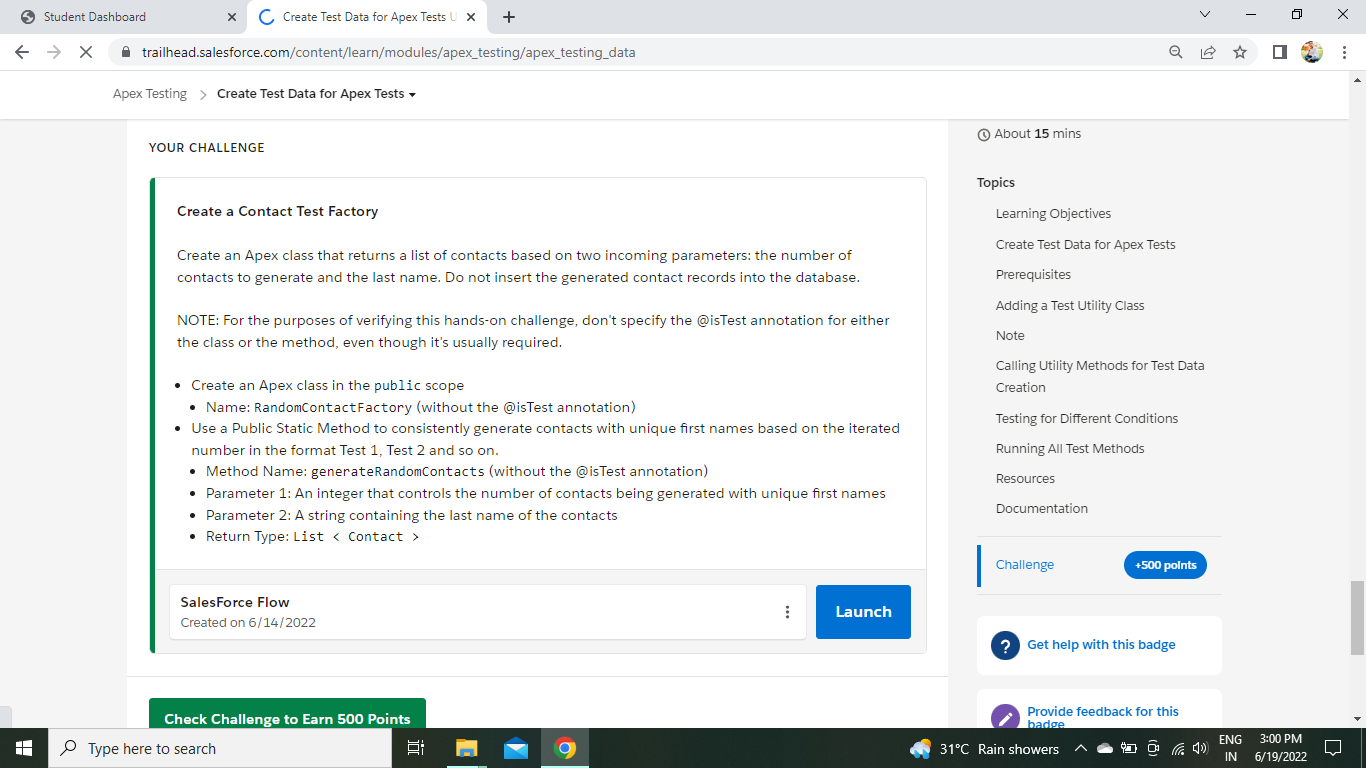 Student Dashboard
Create Test Data for Apex Tests U
trailhead.salesforce.com/content/learn/modules/apex_testing/apex_testing_data
Apex Testing > Create Test Data for Apex Tests
YOUR CHALLENGE
Create a Contact Test Factory
Create an Apex class that returns a list of contacts based on two incoming parameters: the number of
contacts to generate and the last name. Do not insert the generated contact records into the database.
NOTE: For the purposes of verifying this hands-on challenge, don't specify the @isTest annotation for either
the class or the method, even though it's usually required.
• Create an Apex class in the public scope
• Name: RandomContactFactory (without the @isTest annotation)
• Use a Public Static Method to consistently generate contacts with unique first names based on the iterated
number in the format Test 1, Test 2 and so on.
• Method Name: generateRandomContacts (without the @isTest annotation)
• Parameter 1: An integer that controls the number of contacts being generated with unique first names
• Parameter 2: A string containing the last name of the contacts
• Return Type: List < Contact >
SalesForce Flow
Created on 6/14/2022
Launch
Check Challenge to Earn 500 Points
About 15 mins
Topics
Learning Objectives
Create Test Data for Apex Tests
Prerequisites
Adding a Test Utility Class
Note
Calling Utility Methods for Test Data
Creation
Testing for Different Conditions
Running All Test Methods
Resources
Documentation
Challenge
+500 points
? Get help with this badge
Provide feedback for this
badge
Type here to search
31°C Rain showers
ENG
IN
3:00 PM
6/19/2022